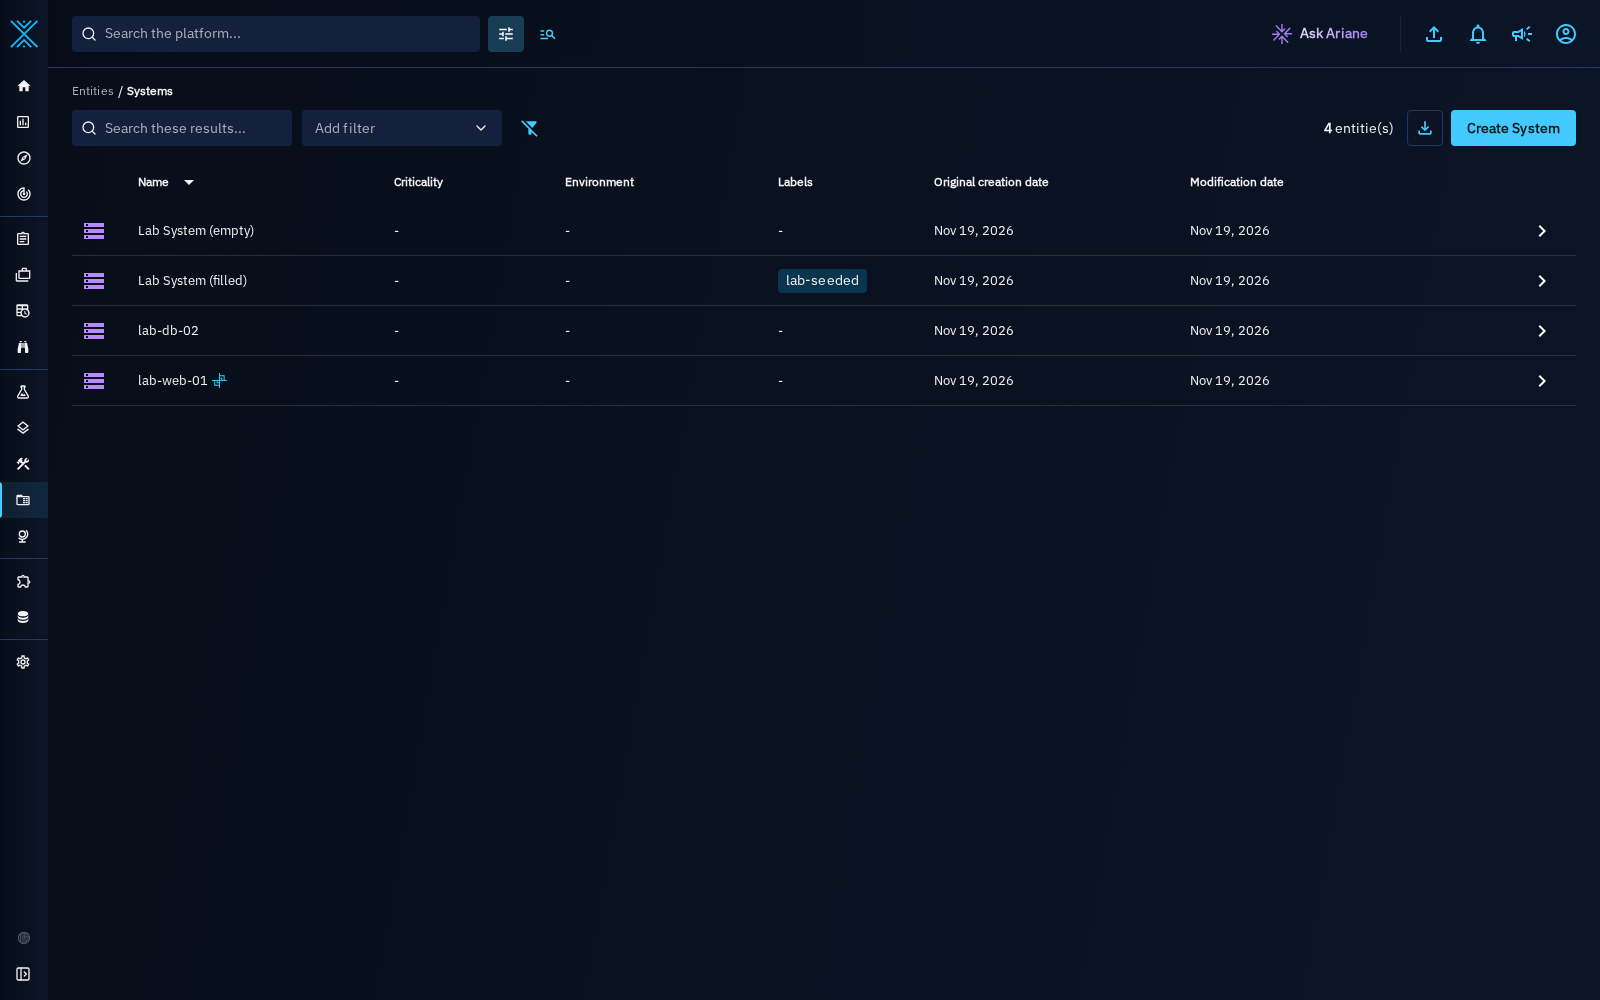 Search the platform...
Ask Ariane
Entities / Systems
Search these results...
Add filter
4 entitie(s)
Create System
Name Criticality Environment Labels Original creation date Modification date
Lab System (empty) - - - Nov 19, 2026 Nov 19, 2026
Lab System (filled) - - lab-seeded Nov 19, 2026 Nov 19, 2026
lab-db-02 - - - Nov 19, 2026 Nov 19, 2026
lab-web-01 - - - Nov 19, 2026 Nov 19, 2026